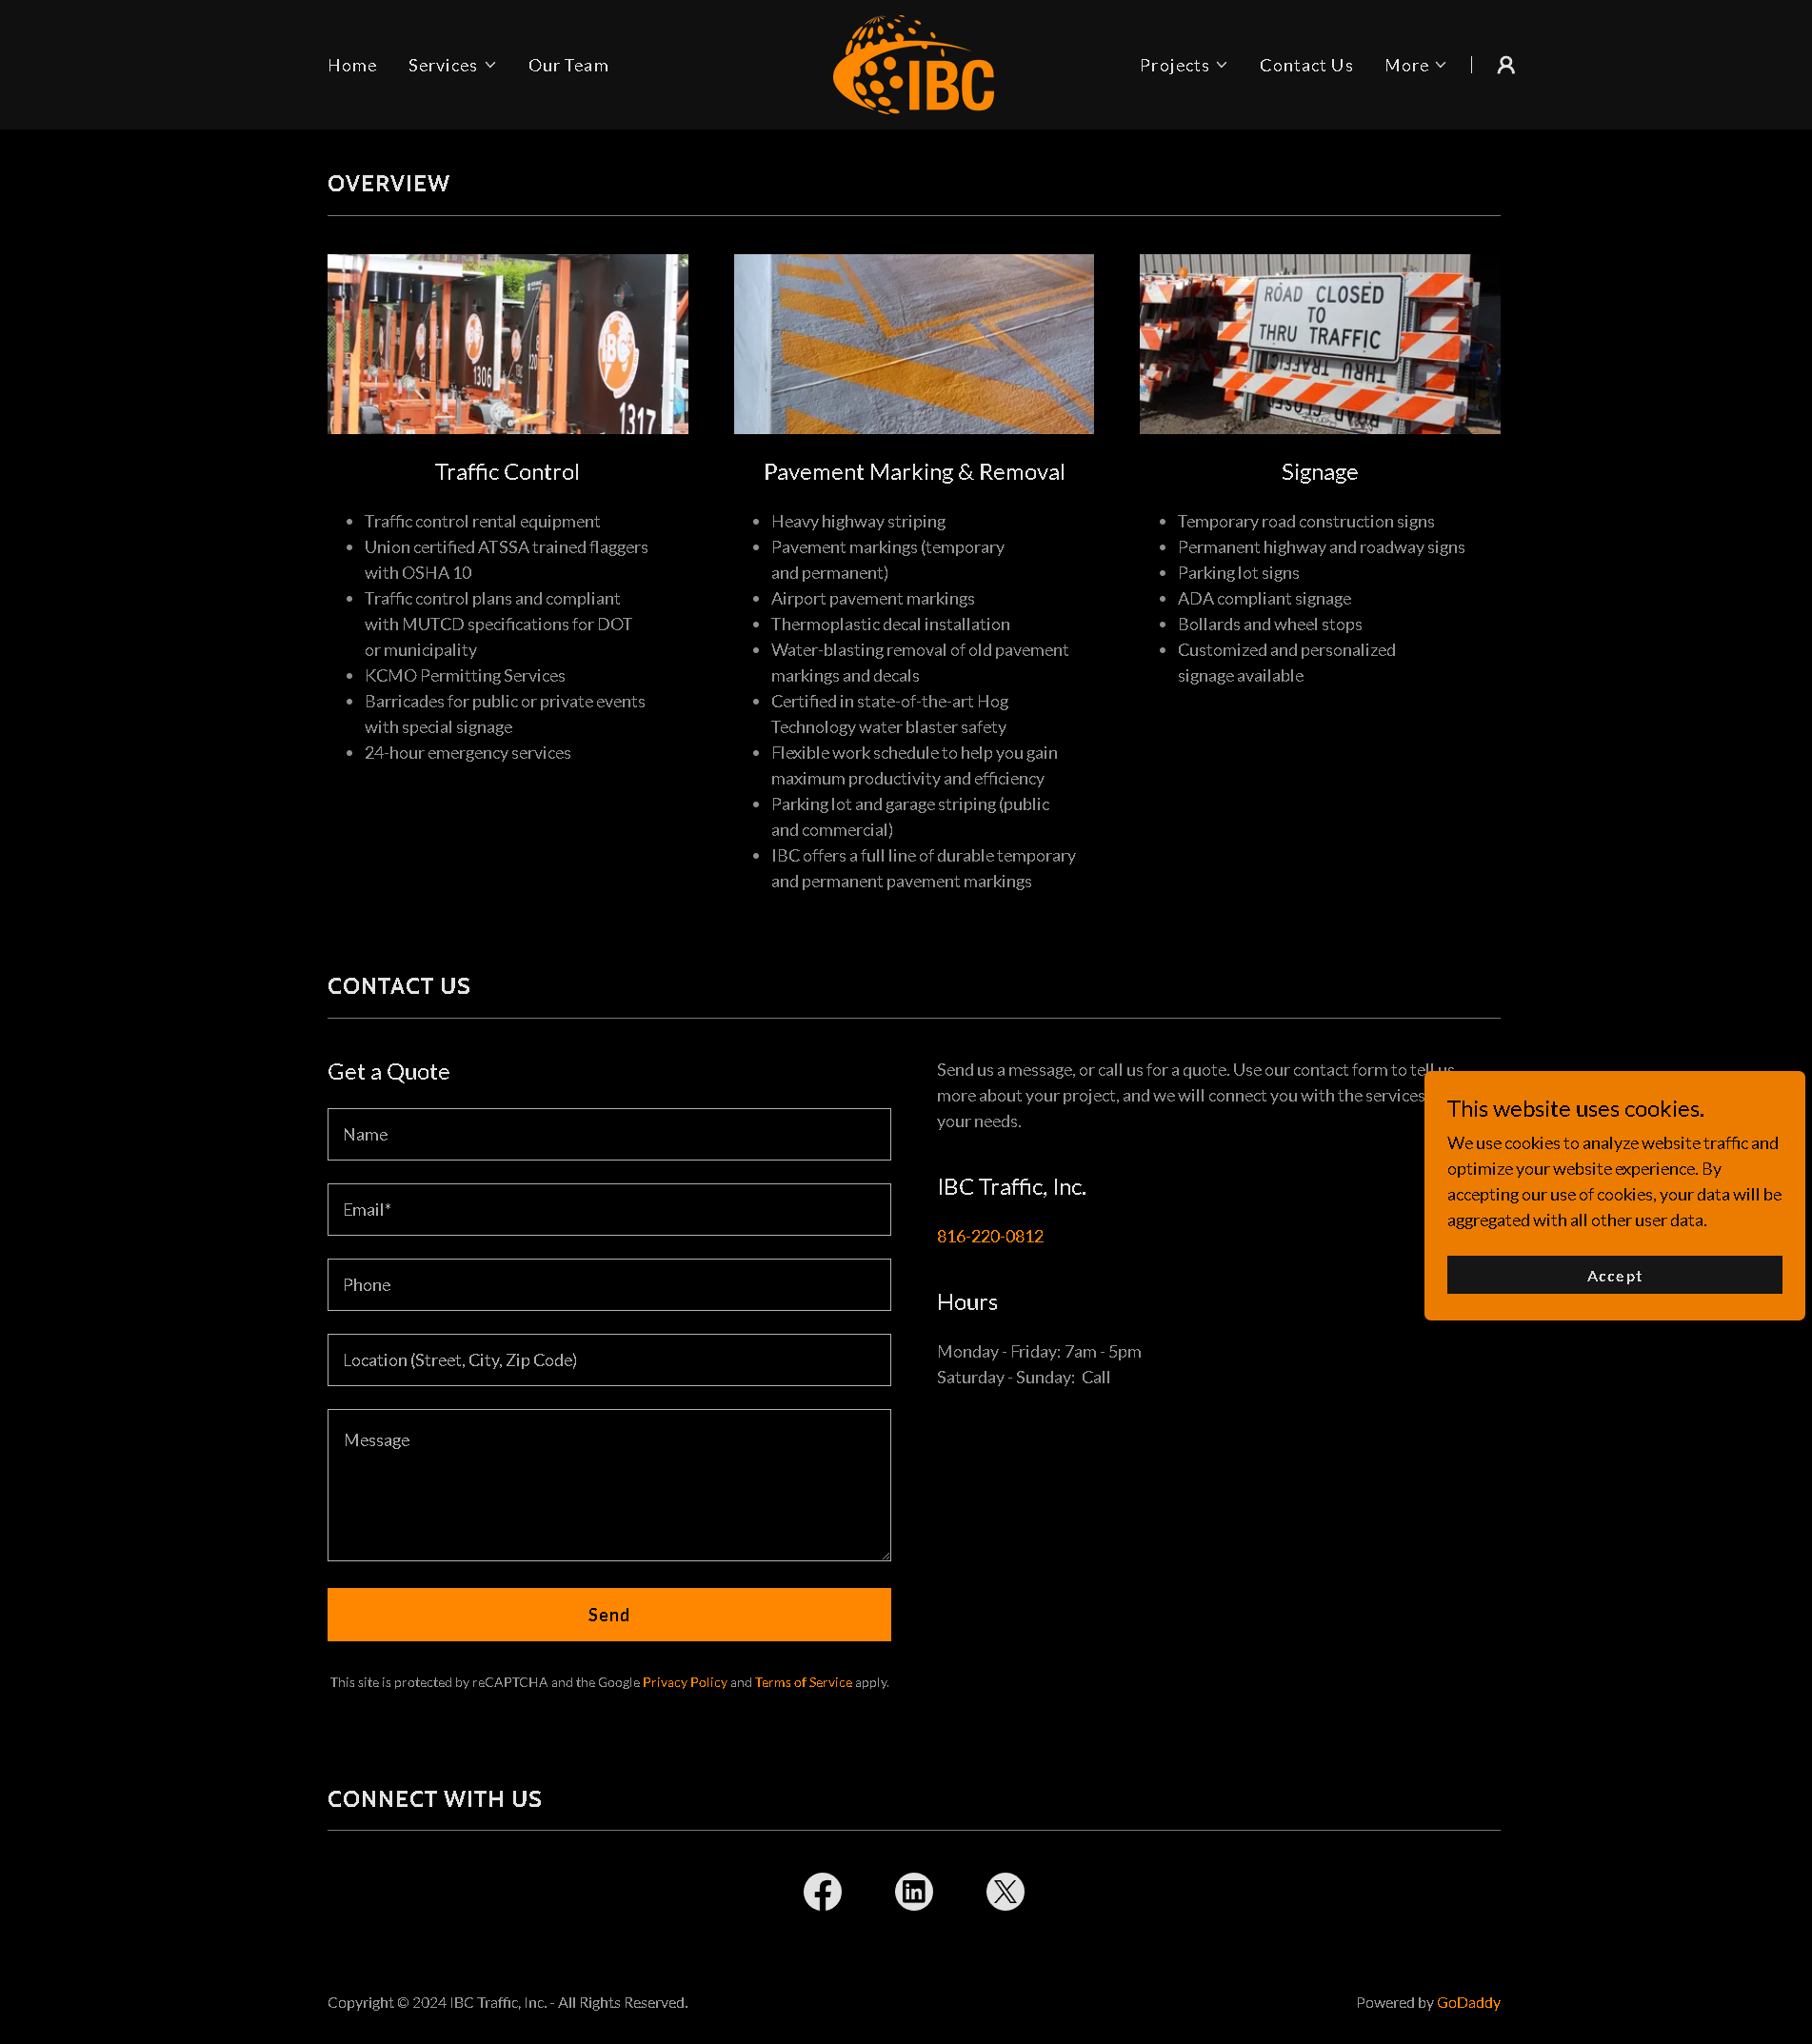 Home
Services
Our Team
IBC
Projects
Contact Us
More
OVERVIEW
IBC
1306
1317
ROAD CLOSED
TO
THRU TRAFFIC
THRU TRAFFIC
ROAD CLOSED
Traffic Control
• Traffic control rental equipment
• Union certified ATSSA trained flaggers
with OSHA 10
• Traffic control plans and compliant
with MUTCD specifications for DOT
or municipality
• KCMO Permitting Services
• Barricades for public or private events
with special signage
• 24-hour emergency services
Pavement Marking & Removal
• Heavy highway striping
• Pavement markings (temporary
and permanent)
• Airport pavement markings
• Thermoplastic decal installation
• Water-blasting removal of old pavement
markings and decals
• Certified in state-of-the-art Hog
Technology water blaster safety
• Flexible work schedule to help you gain
maximum productivity and efficiency
• Parking lot and garage striping (public
and commercial)
• IBC offers a full line of durable temporary
and permanent pavement markings
Signage
• Temporary road construction signs
• Permanent highway and roadway signs
• Parking lot signs
• ADA compliant signage
• Bollards and wheel stops
• Customized and personalized
signage available
CONTACT US
Get a Quote
Name
Email*
Phone
Location (Street, City, Zip Code)
Message
Send
This site is protected by reCAPTCHA and the Google Privacy Policy and Terms of Service apply.
Send us a message, or call us for a quote. Use our contact form to tell us
more about your project, and we will connect you with the services
your needs.
IBC Traffic, Inc.
816-220-0812
Hours
Monday - Friday: 7am - 5pm
Saturday - Sunday: Call
This website uses cookies.
We use cookies to analyze website traffic and
optimize your website experience. By
accepting our use of cookies, your data will be
aggregated with all other user data.
Accept
CONNECT WITH US
Copyright © 2024 IBC Traffic, Inc. - All Rights Reserved.
Powered by GoDaddy